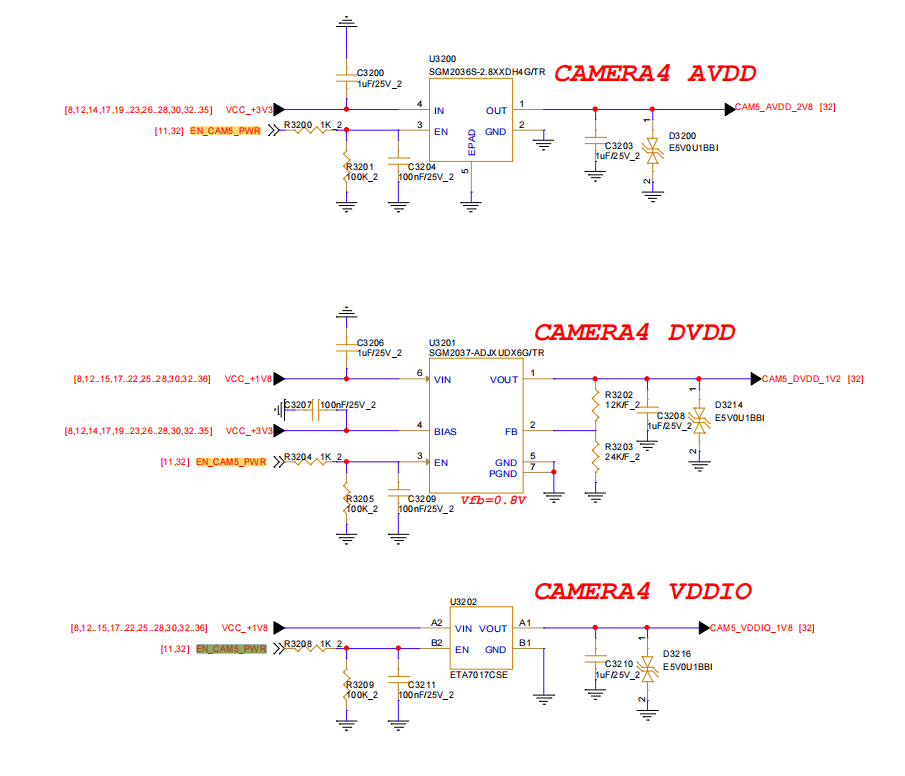 U3200
SGM2036S-2.8XXDH4G/TR
CAMERA4 AVDD
C3200
1uF/25V_2
[8,12,14,17,19..23,26..28,30,32..35] VCC_+3V3
4 IN OUT 1
CAM5_AVDD_2V8 [32]
[11,32] EN_CAM5_PWR
R3200 1K_2
3 EN GND 2
EPAD
5
R3201
100K_2
C3204
100nF/25V_2
C3203
1uF/25V_2
1
D3200
E5V0U1BBI
2
CAMERA4 DVDD
U3201
SGM2037-ADJXUDX6G/TR
C3206
1uF/25V_2
[8,12..15,17..22,25..28,30,32..36] VCC_+1V8
6 VIN VOUT 1
CAM5_DVDD_1V2 [32]
C3207 100nF/25V_2
[8,12,14,17,19..23,26..28,30,32..35] VCC_+3V3
4 BIAS FB 2
R3202
12K/F_2
C3208
1uF/25V_2
1
D3214
E5V0U1BBI
2
R3203
24K/F_2
[11,32] EN_CAM5_PWR
R3204 1K_2
3 EN GND 5
PGND 7
R3205
100K_2
C3209
100nF/25V_2
Vfb=0.8V
CAMERA4 VDDIO
U3202
[8,12..15,17..22,25..28,30,32..36] VCC_+1V8
A2 VIN VOUT A1
CAM5_VDDIO_1V8 [32]
[11,32] EN_CAM5_PWR
R3208 1K_2
B2 EN GND B1
ETA7017CSE
R3209
100K_2
C3211
100nF/25V_2
C3210
1uF/25V_2
1
D3216
E5V0U1BBI
2